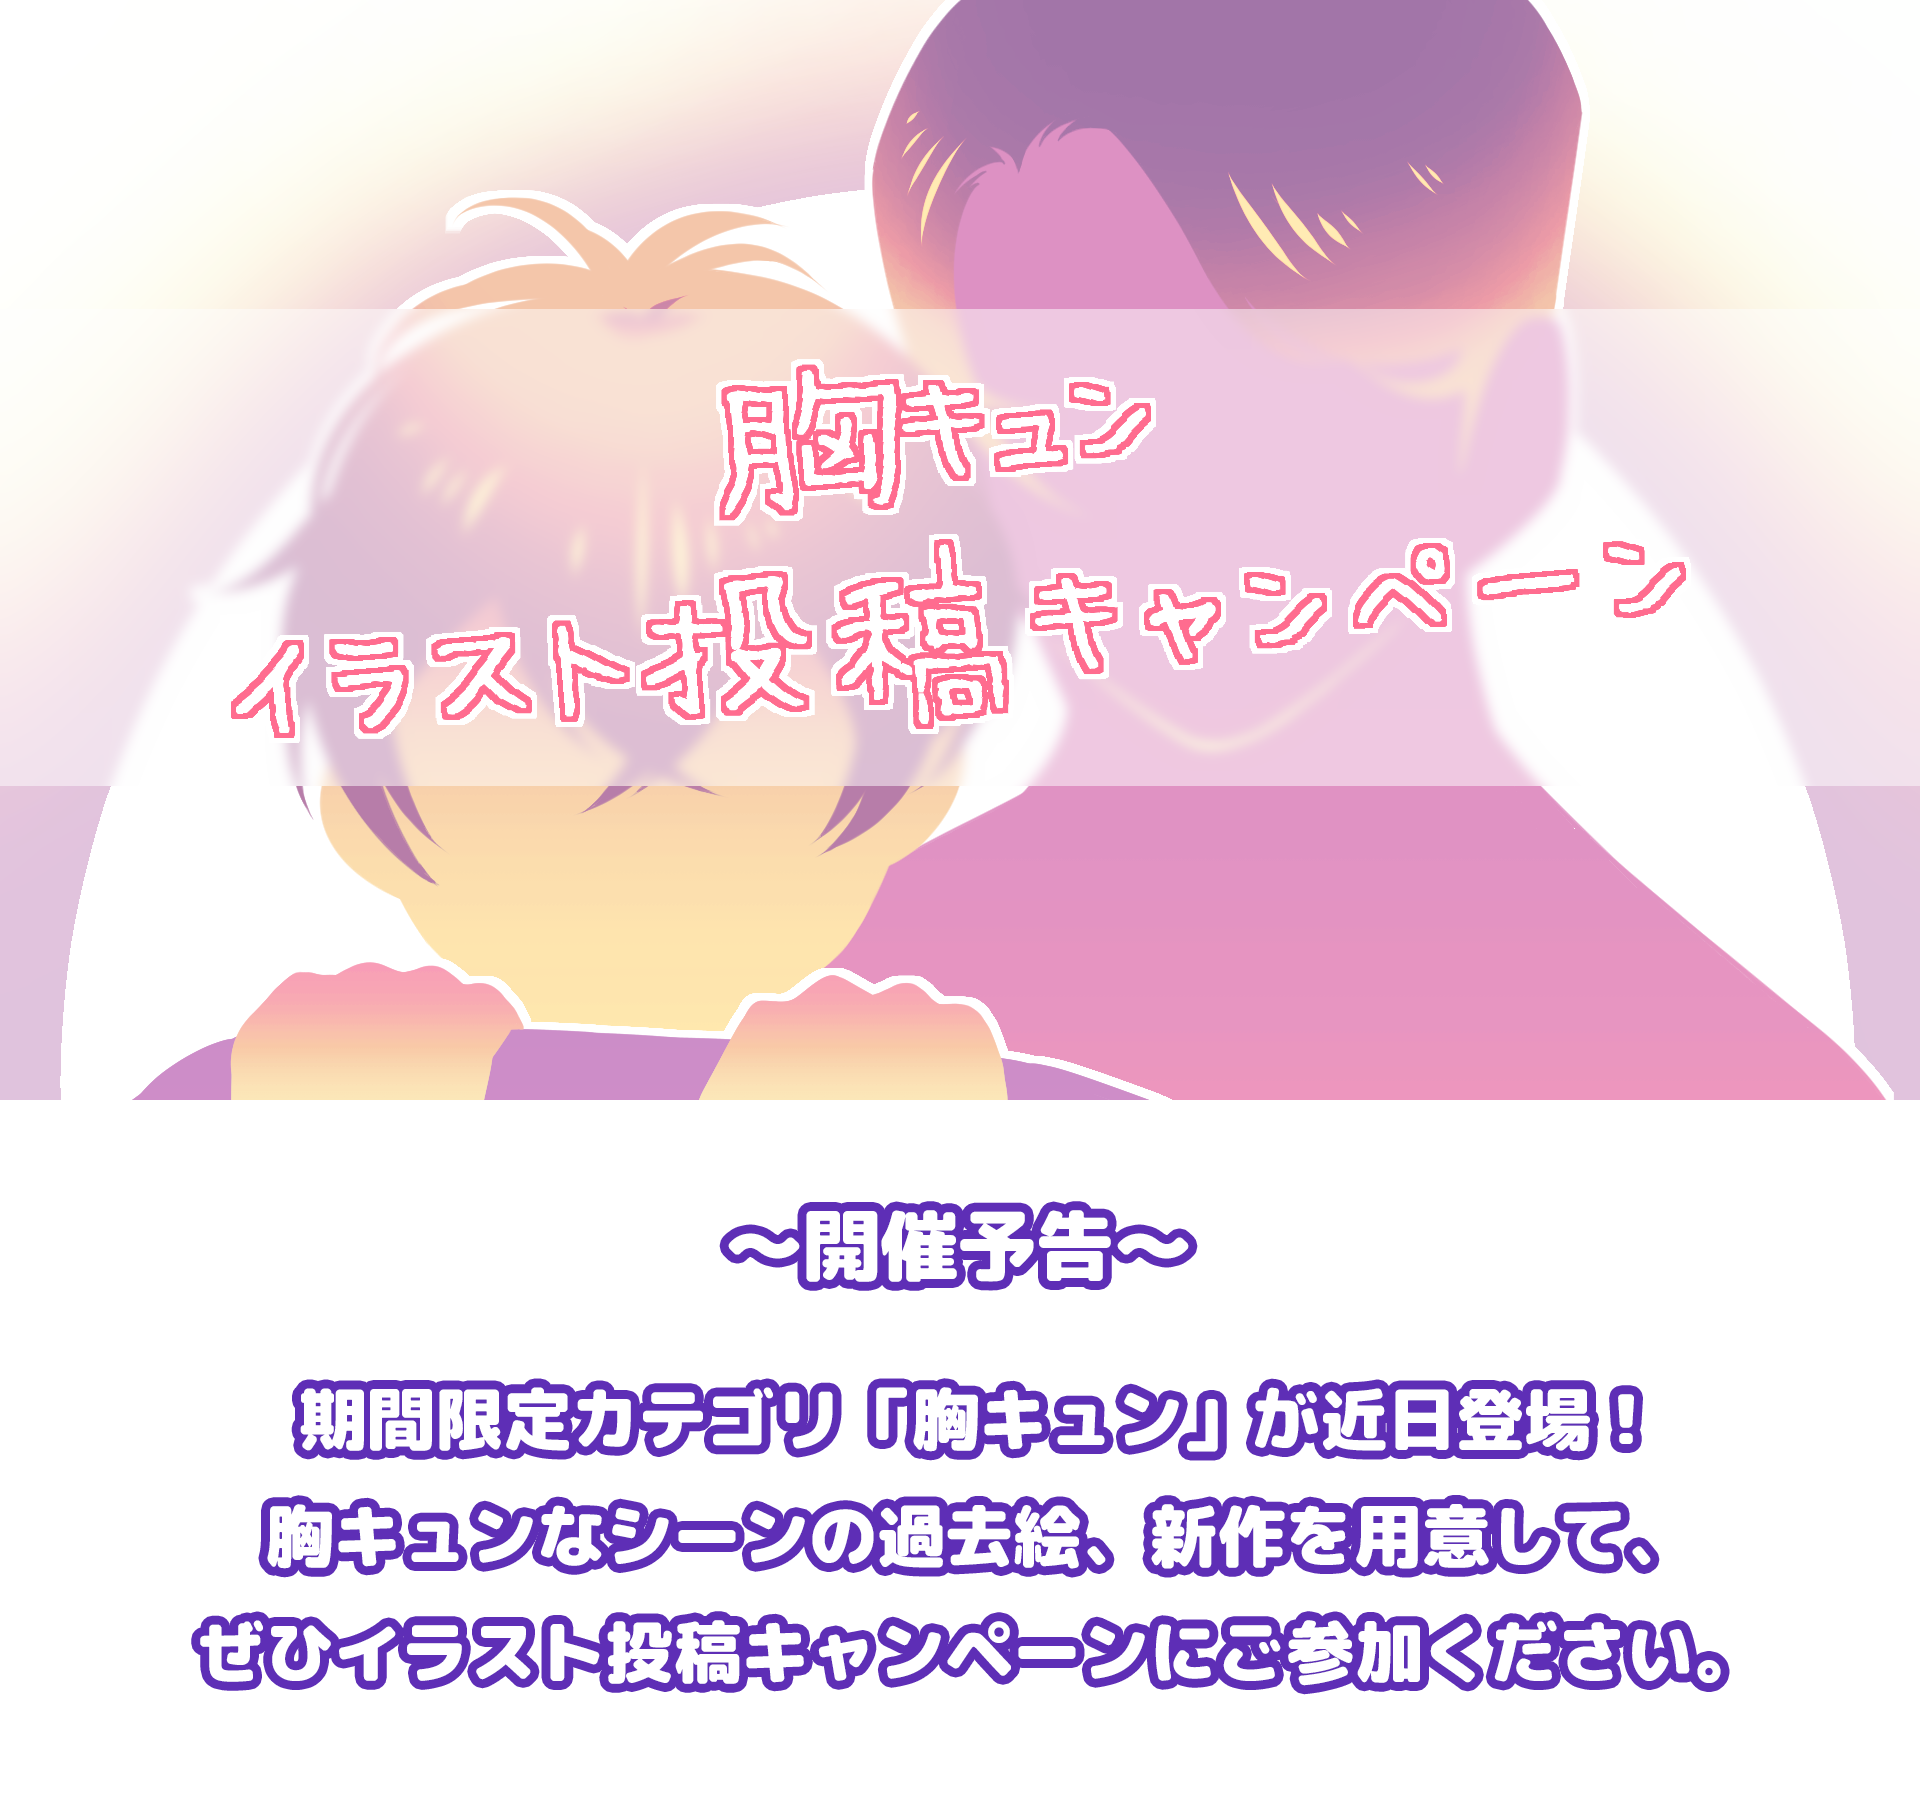 胸キュン
イラスト投稿キャンペーン
～開催予告～
期間限定カテゴリ「胸キュン」が近日登場！
胸キュンなシーンの過去絵、新作を用意して、
ぜひイラスト投稿キャンペーンにご参加ください。